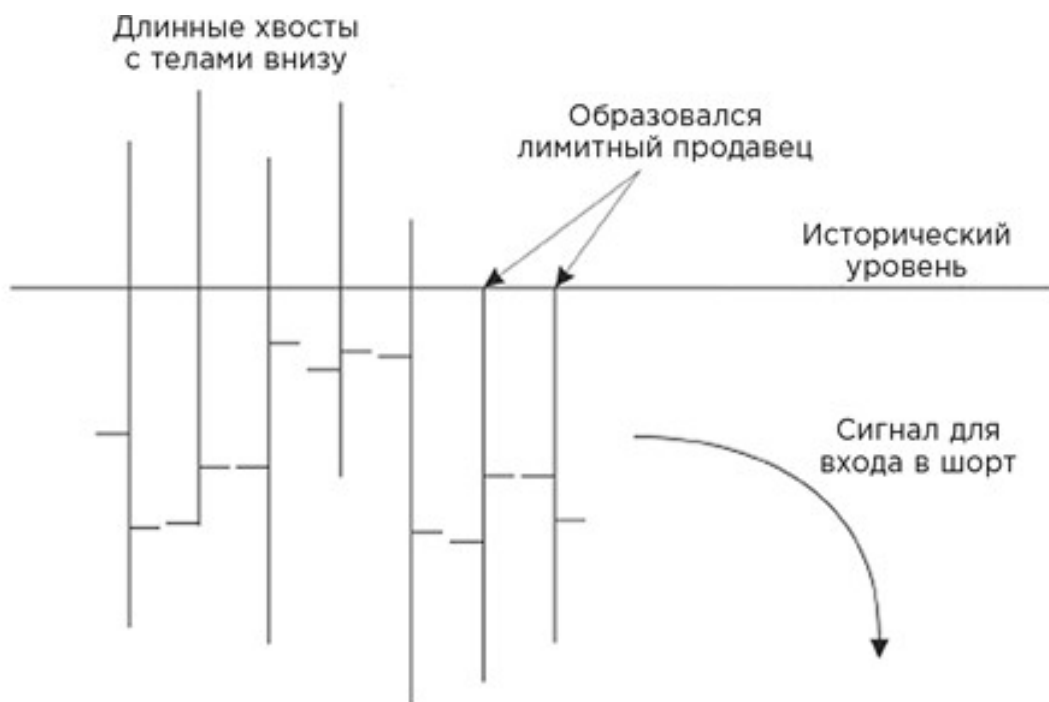 Длинные хвосты
с телами внизу
Образовался
лимитный продавец
Исторический
уровень
Сигнал для
входа в шорт